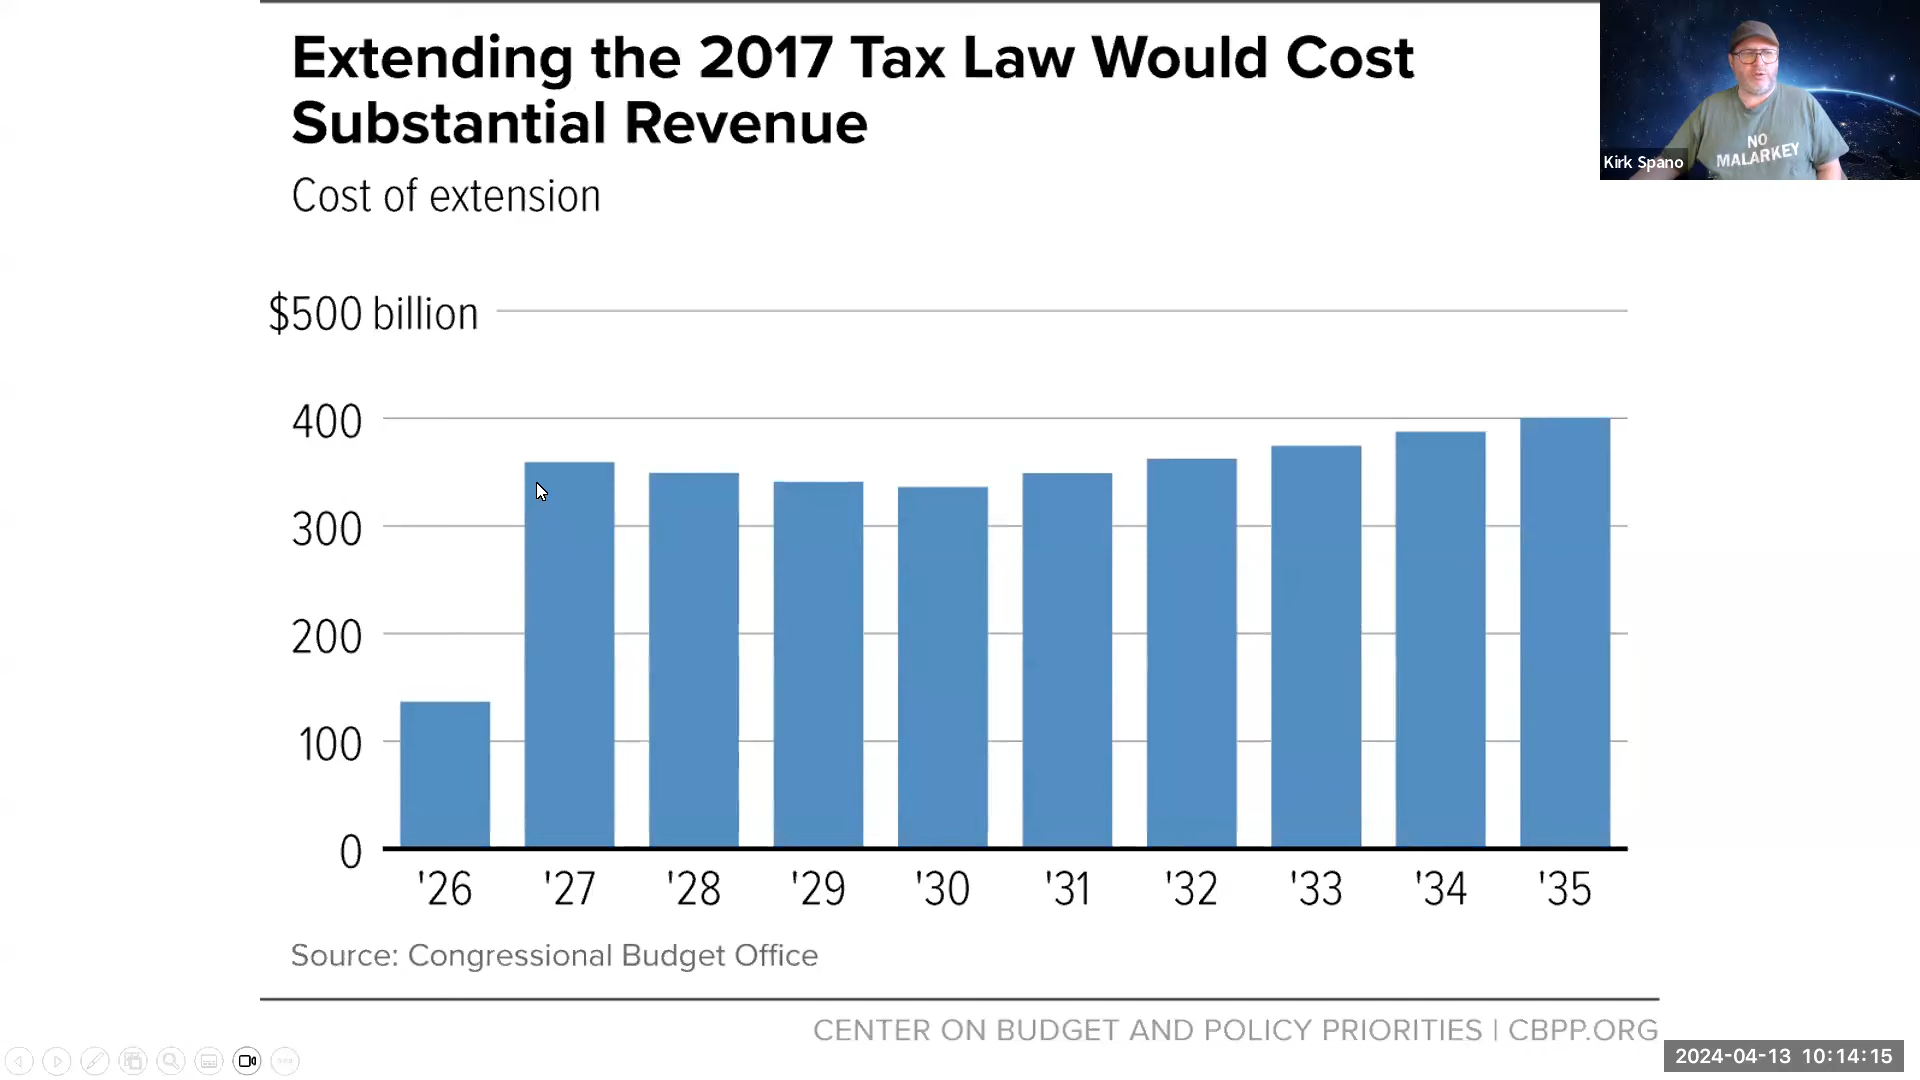 Extending the 2017 Tax Law Would Cost
Substantial Revenue
Cost of extension
NO
MALARKEY
Kirk Spano
$500 billion
400
300
200
100
0
'26 '27 '28 '29 '30 '31 '32 '33 '34 '35
Source: Congressional Budget Office
CENTER ON BUDGET AND POLICY PRIORITIES | CBPP.ORG
2024-04-13 10:14:15